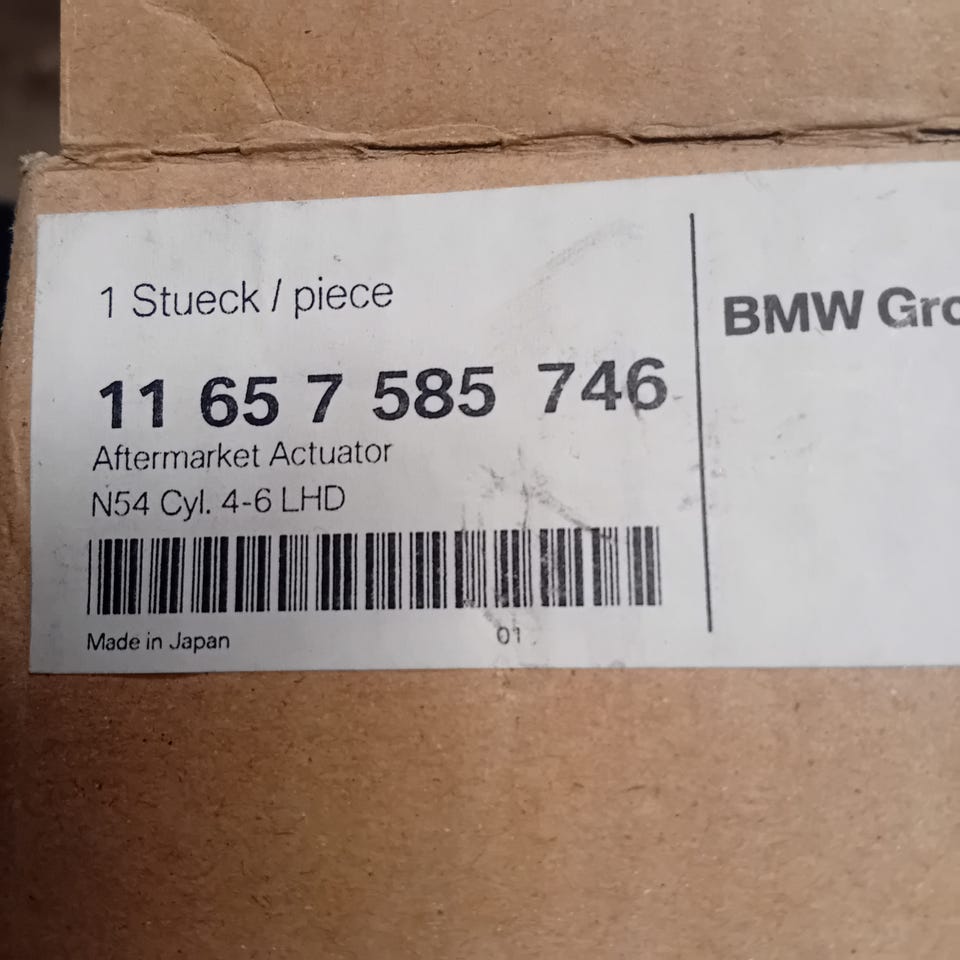 1 Stueck / piece
11 65 7 585 746
Aftermarket Actuator
N54 Cyl. 4-6 LHD
Made in Japan
01
BMW Gro